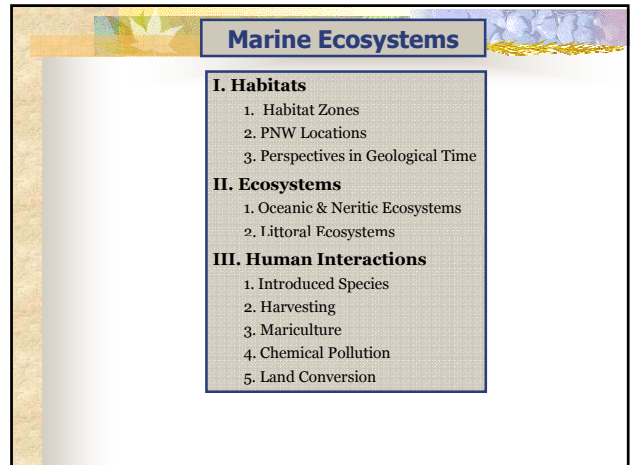 Marine Ecosystems
I. Habitats
1. Habitat Zones
2. PNW Locations
3. Perspectives in Geological Time
II. Ecosystems
1. Oceanic & Neritic Ecosystems
2. Littoral Ecosystems
III. Human Interactions
1. Introduced Species
2. Harvesting
3. Mariculture
4. Chemical Pollution
5. Land Conversion